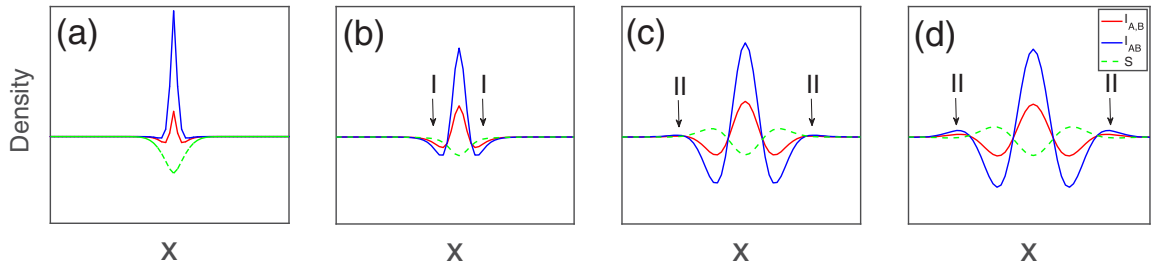 (a)
(b)
(c)
(d)
I_{A,B}
I_{AB}
S
I I
II II
II II
Density
x x x x